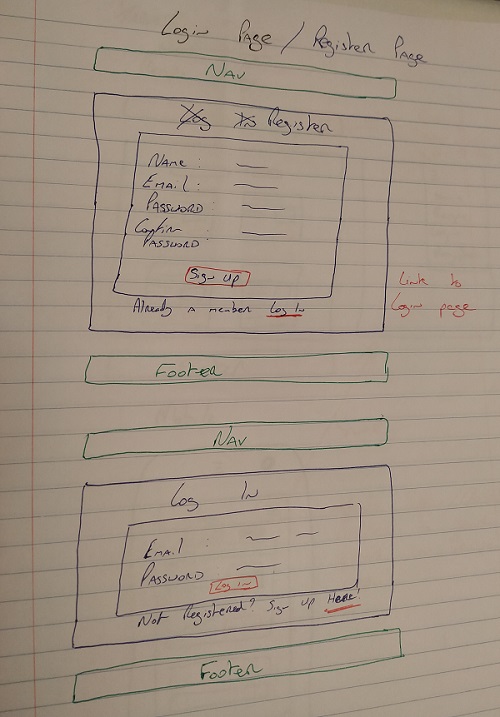 Login Page / Register Page
Nav
Log In Register
Name :
Email :
Password :
Confirm
Password :
Sign Up
Already a member Log In
Link to
Login page
Footer
Nav
Log In
Email :
Password
Log in
Not Registered? Sign up Here!
Footer